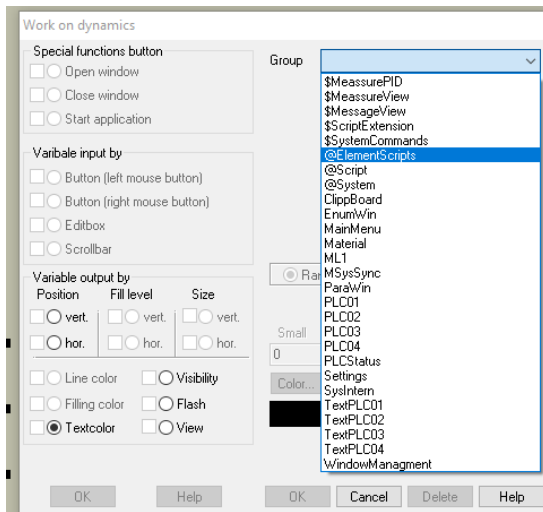 Work on dynamics
Special functions button
Open window
Close window
Start application
Varibale input by
Button (left mouse button)
Button (right mouse button)
Editbox
Scrollbar
Variable output by
Position Fill level Size
vert. vert. vert.
hor. hor. hor.
Line color Visibility
Filling color Flash
Textcolor View
OK Help
Group
$MeassurePID
$MeassureView
$MessageView
$ScriptExtension
$SystemCommands
@ElementScripts
@Script
@System
ClippBoard
EnumWin
MainMenu
Material
ML1
MSysSync
ParaWin
PLC01
PLC02
PLC03
PLC04
PLCStatus
Settings
SysIntern
TextPLC01
TextPLC02
TextPLC03
TextPLC04
WindowManagment
Small
0
Color...
OK Cancel Delete Help